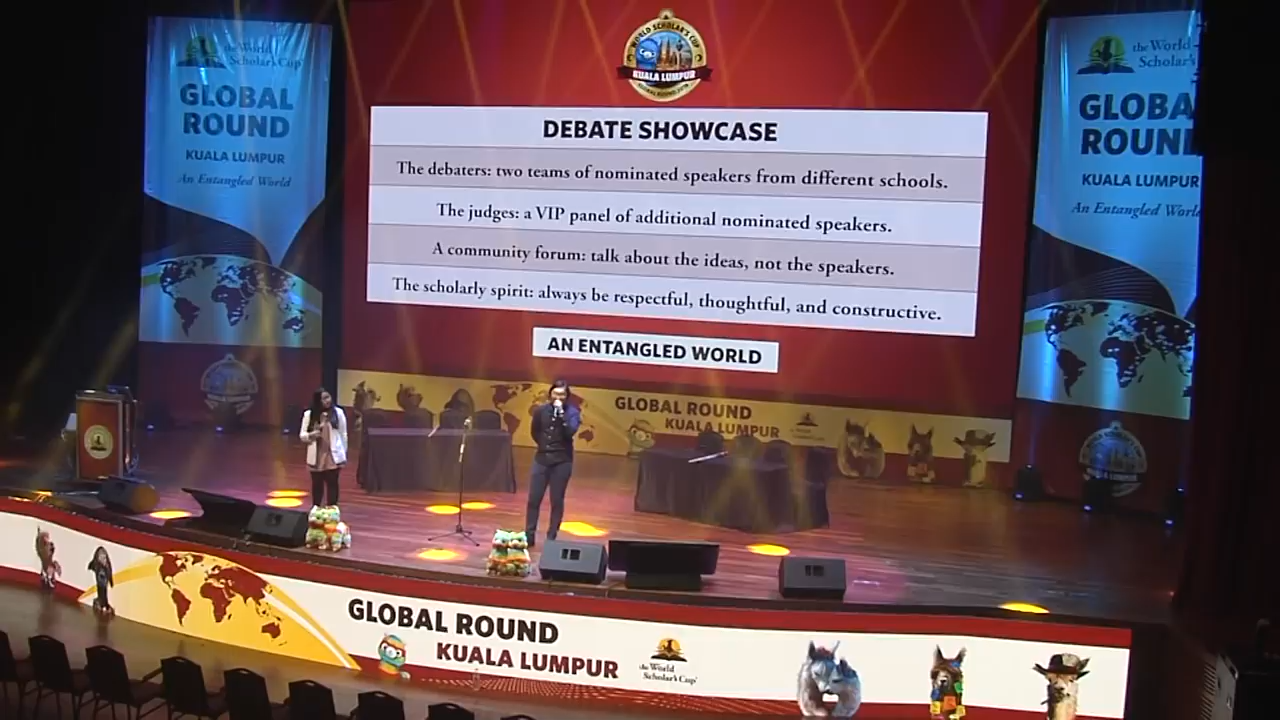 WORLD SCHOLAR'S CUP
KUALA LUMPUR
GLOBAL ROUND
the World
Scholar's Cup
GLOBAL
ROUND
KUALA LUMPUR
An Entangled World
DEBATE SHOWCASE
The debaters: two teams of nominated speakers from different schools.
The judges: a VIP panel of additional nominated speakers.
A community forum: talk about the ideas, not the speakers.
The scholarly spirit: always be respectful, thoughtful, and constructive.
AN ENTANGLED WORLD
the World
Scholar's
GLOBA
ROUN
KUALA LUMPUR
An Entangled World
GLOBAL ROUND
KUALA LUMPUR
GLOBAL ROUND
KUALA LUMPUR
the World
Scholar's Cup